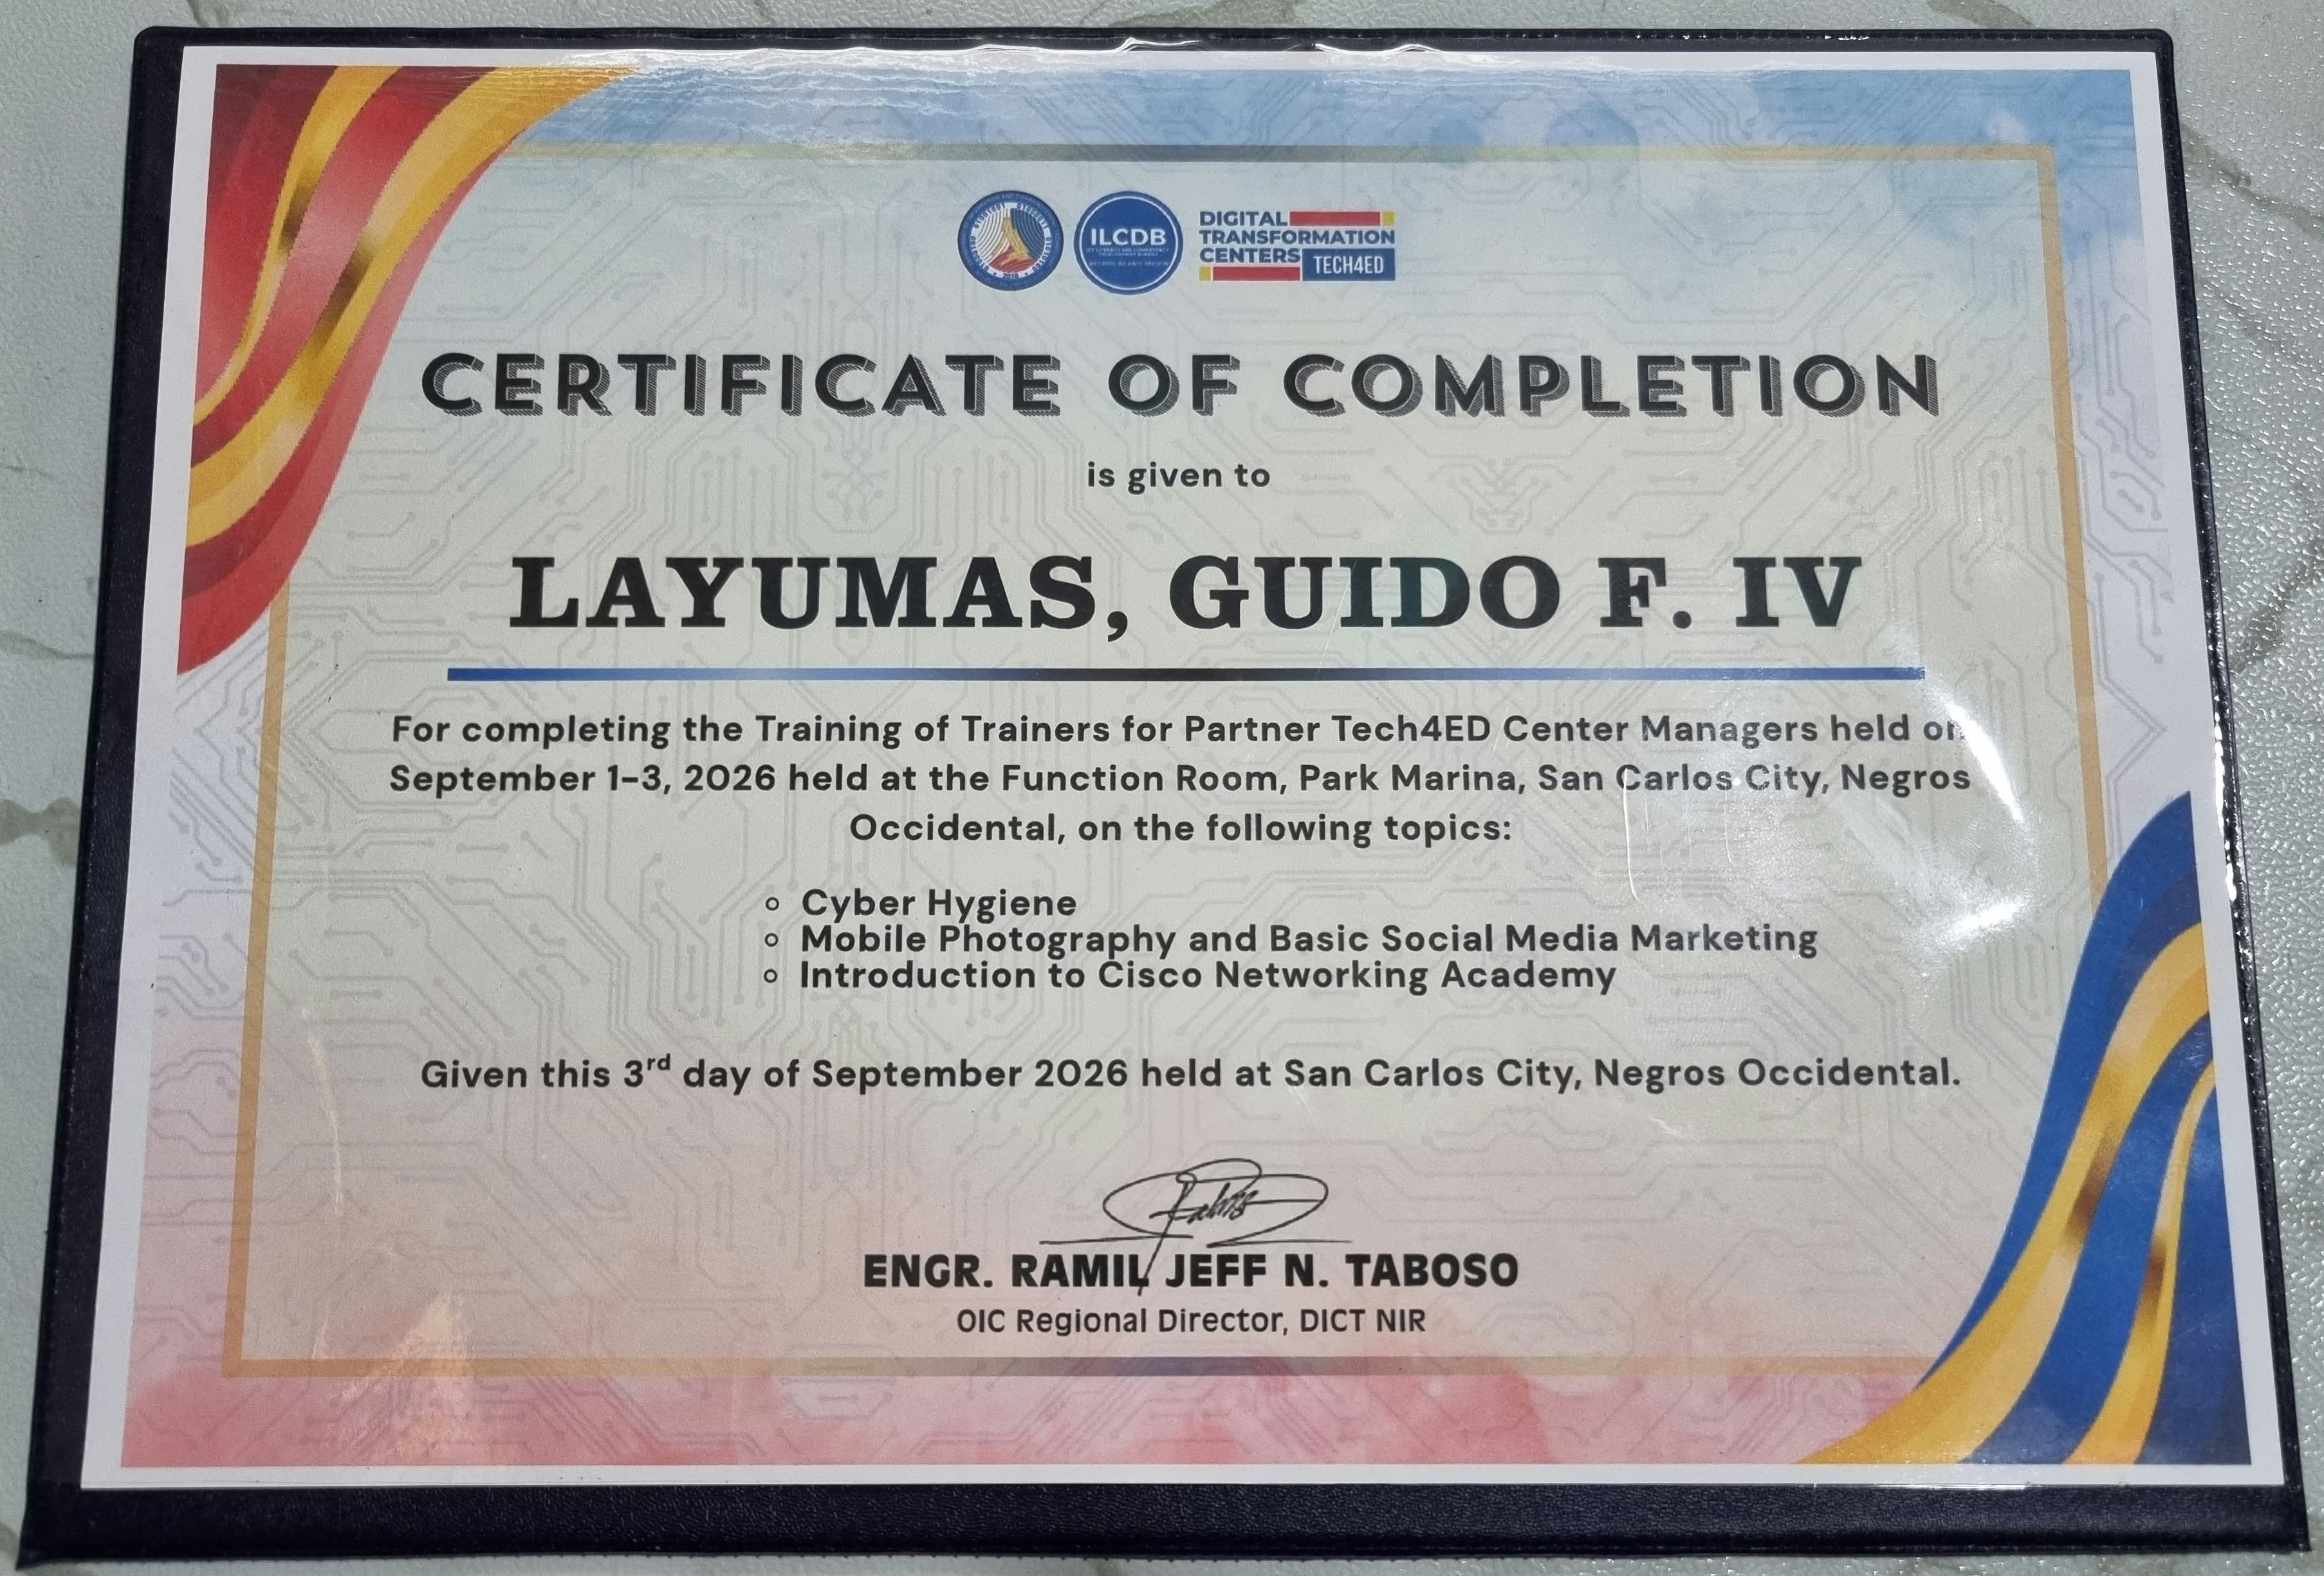 ILCDB
DIGITAL
TRANSFORMATION
CENTERS
TECH4ED
CERTIFICATE OF COMPLETION
is given to
LAYUMAS, GUIDO F. IV
For completing the Training of Trainers for Partner Tech4ED Center Managers held on
September 1-3, 2026 held at the Function Room, Park Marina, San Carlos City, Negros
Occidental, on the following topics:
Cyber Hygiene
Mobile Photography and Basic Social Media Marketing
Introduction to Cisco Networking Academy
Given this 3rd day of September 2026 held at San Carlos City, Negros Occidental.
ENGR. RAMIL JEFF N. TABOSO
OIC Regional Director, DICT NIR